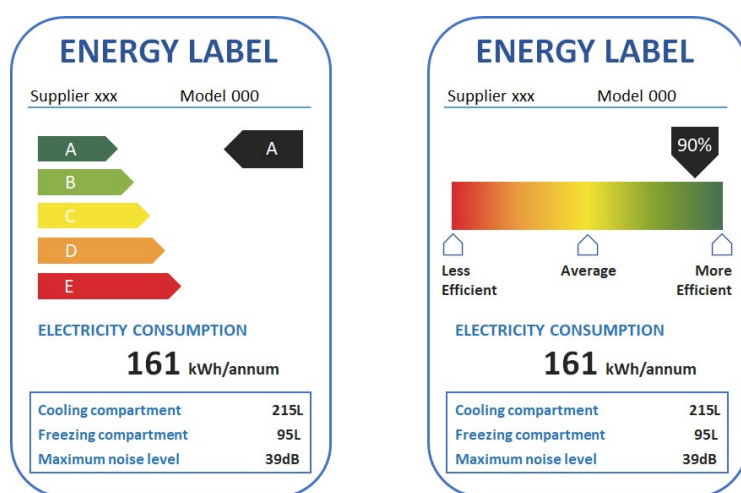 ENERGY LABEL
Supplier xxx Model 000
A A
B
C
D
E
ELECTRICITY CONSUMPTION
161 kWh/annum
Cooling compartment 215L
Freezing compartment 95L
Maximum noise level 39dB
ENERGY LABEL
Supplier xxx Model 000
90%
Less Average More
Efficient Efficient
ELECTRICITY CONSUMPTION
161 kWh/annum
Cooling compartment 215L
Freezing compartment 95L
Maximum noise level 39dB